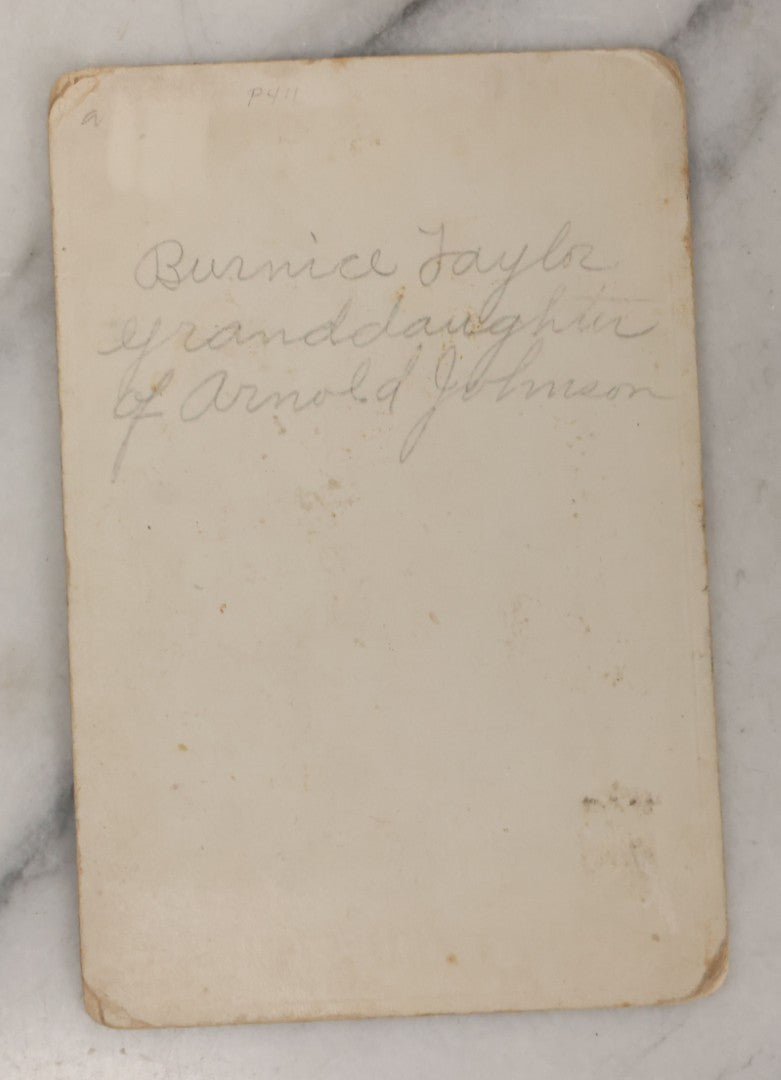 a
P411
Burnice Taylor
granddaughter
of Arnold Johnson